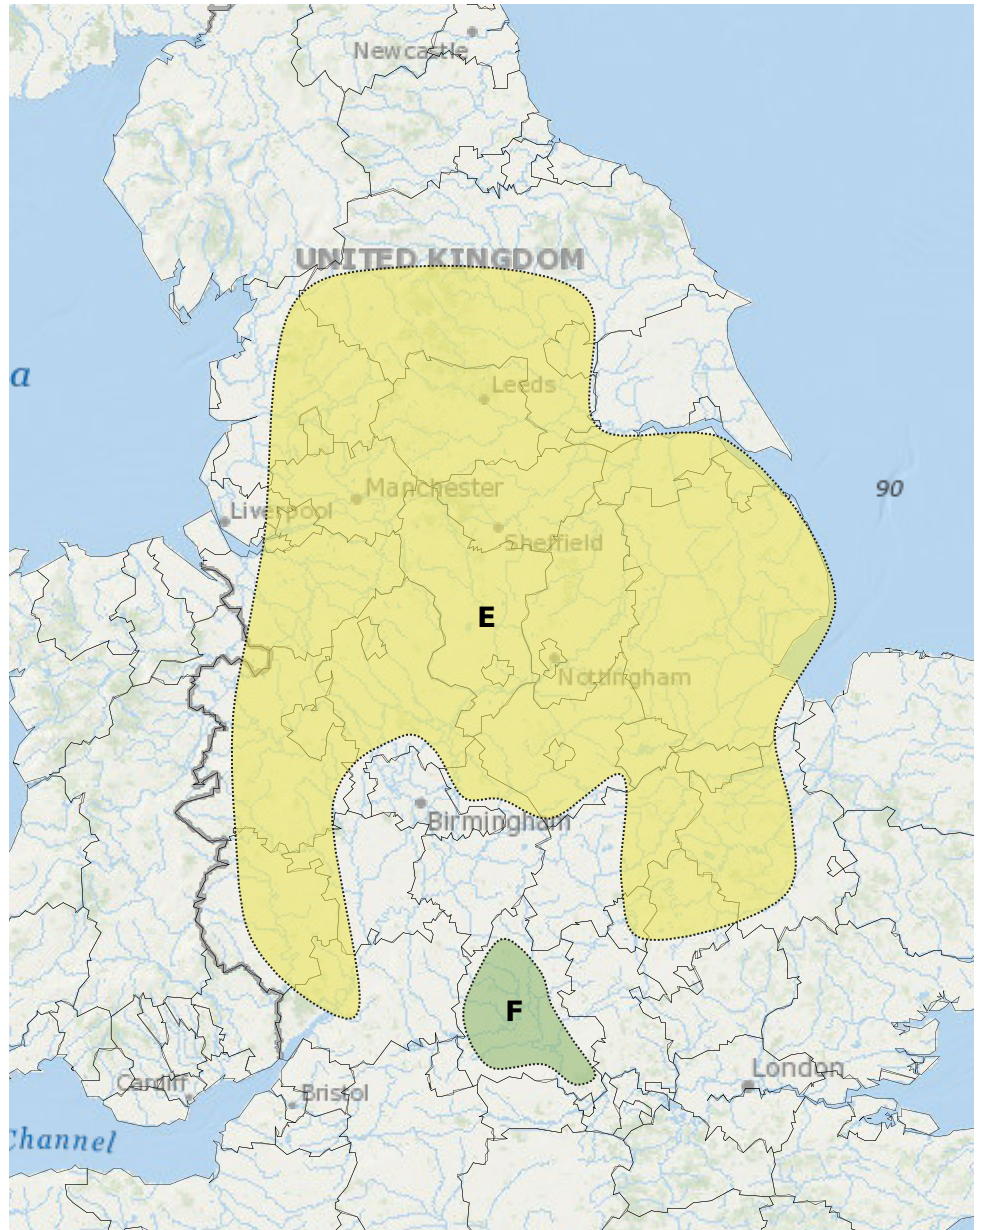 Newcastle
UNITED KINGDOM
a
Leeds
Manchester
90
Liverpool
Sheffield
E
Nottingham
Birmingham
F
London
Cardiff
Bristol
Channel